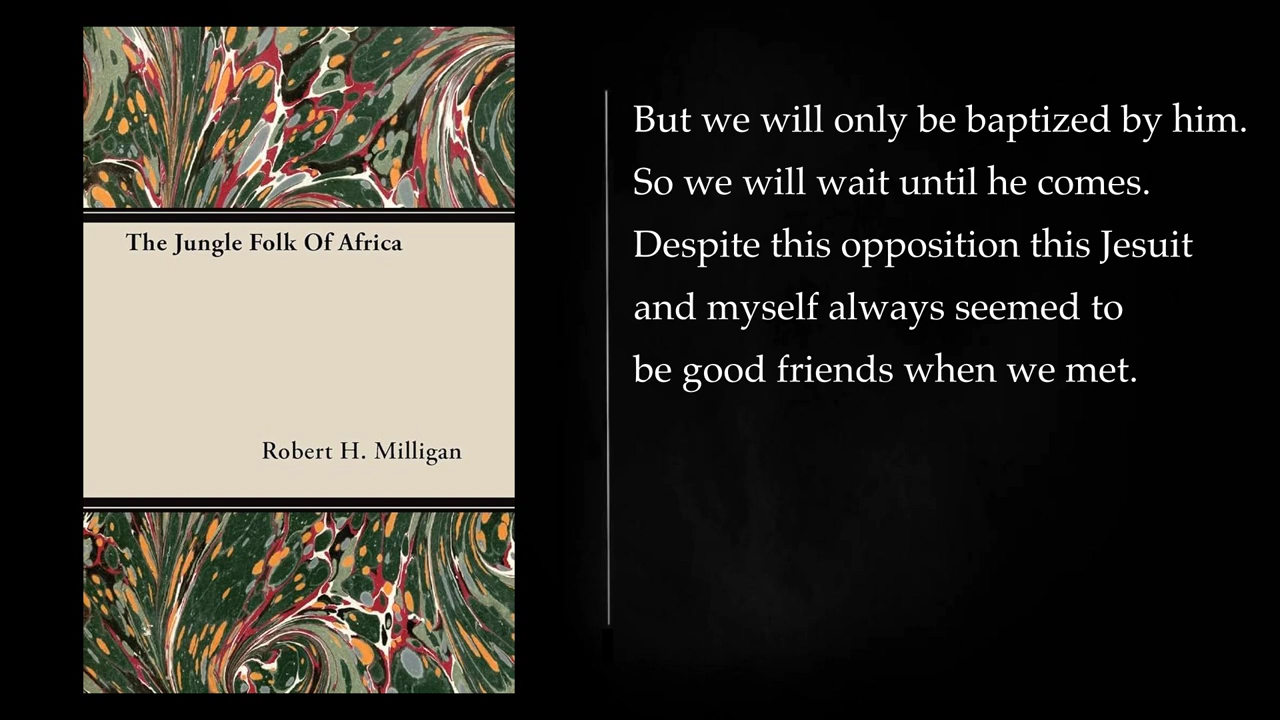 The Jungle Folk Of Africa
Robert H. Milligan
But we will only be baptized by him.
So we will wait until he comes.
Despite this opposition this Jesuit
and myself always seemed to
be good friends when we met.